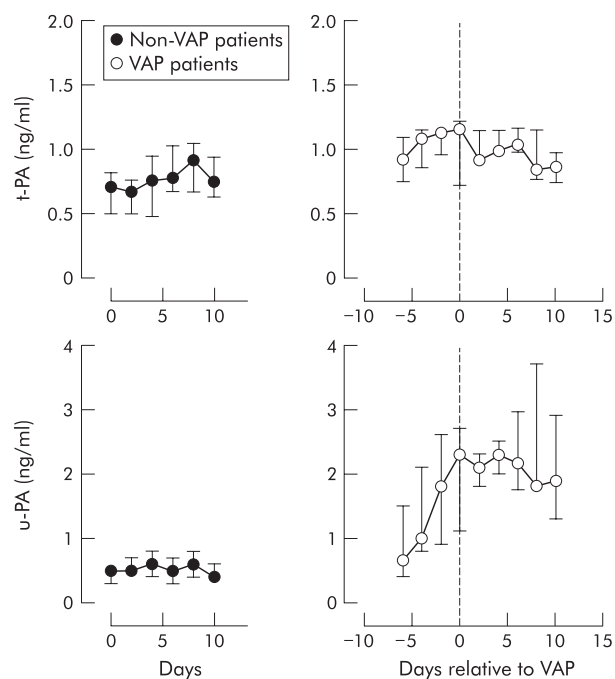 Non-VAP patients
VAP patients
t-PA (ng/ml)
2.0
1.5
1.0
0.5
0
0 5 10
2.0
1.5
1.0
0.5
0
−10 −5 0 5 10 15
u-PA (ng/ml)
4
3
2
1
0
0 5 10
Days
4
3
2
1
0
−10 −5 0 5 10 15
Days relative to VAP